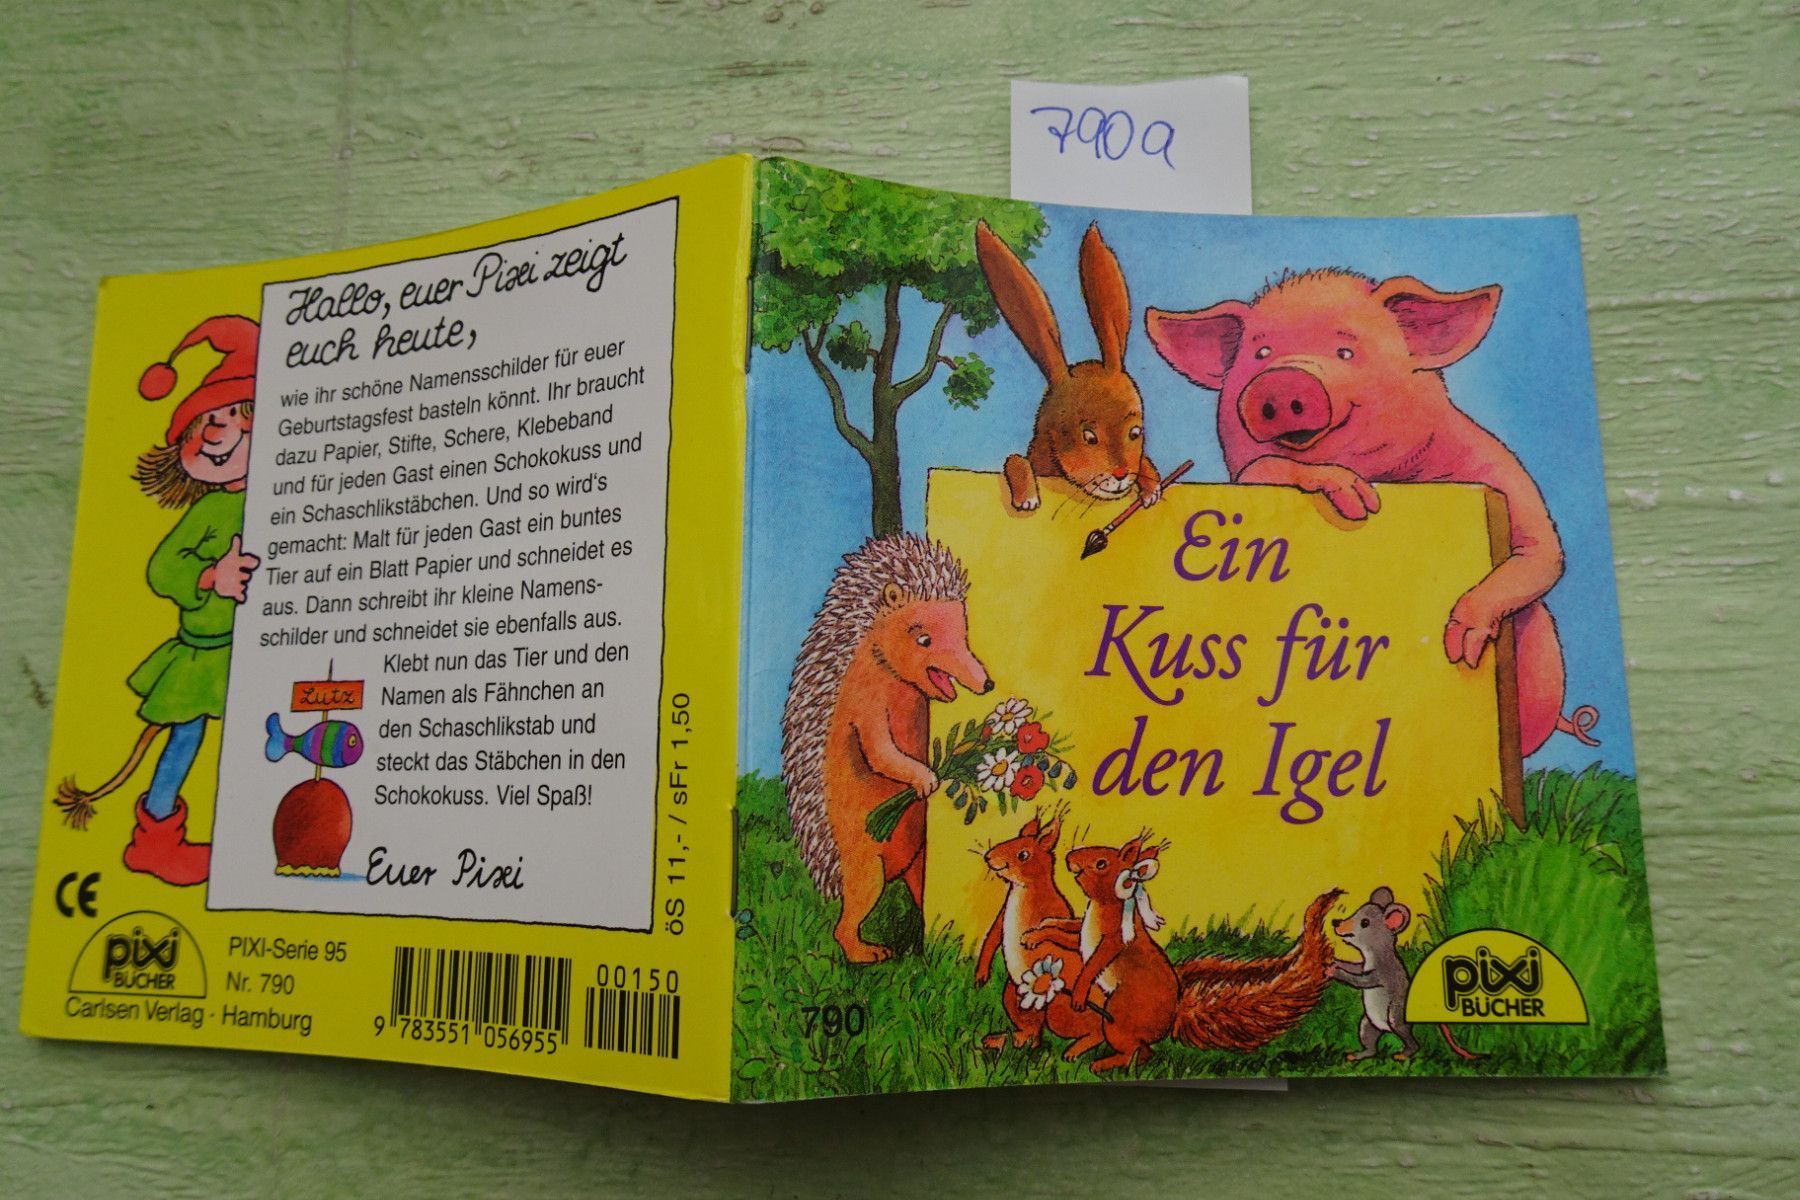 790a
Hallo, euer Pixi zeigt
euch heute,
wie ihr schöne Namensschilder für euer
Geburtstagsfest basteln könnt. Ihr braucht
dazu Papier, Stifte, Schere, Klebeband
und für jeden Gast einen Schokokuss und
ein Schaschlikstäbchen. Und so wird's
gemacht: Malt für jeden Gast ein buntes
Tier auf ein Blatt Papier und schneidet es
aus. Dann schreibt ihr kleine Namens-
schilder und schneidet sie ebenfalls aus.
Klebt nun das Tier und den
Namen als Fähnchen an
den Schaschlikstab und
steckt das Stäbchen in den
Schokokuss. Viel Spaß!
Lutz
Euer Pixi
öS 11,- / sFr 1,50
CE
pixi
BÜCHER
PIXI-Serie 95
Nr. 790
Carlsen Verlag · Hamburg
9 783551 056955
00150
Ein
Kuss für
den Igel
790
pixi
BÜCHER